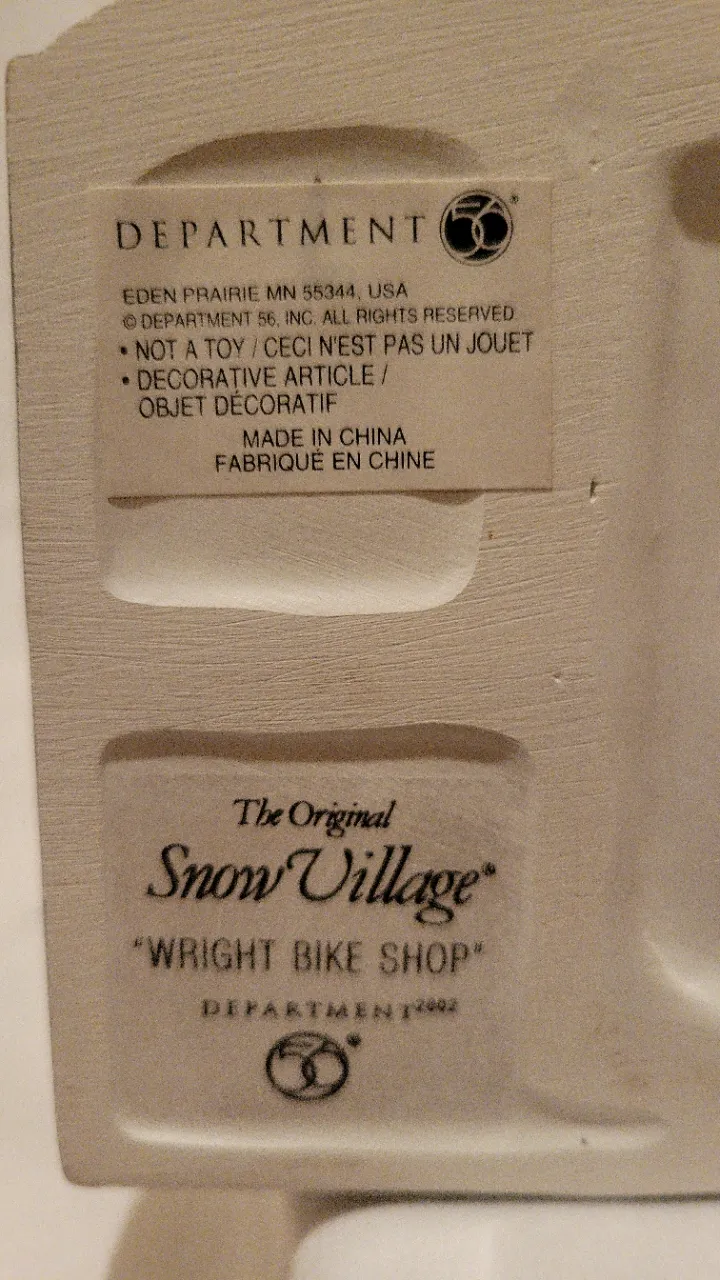 DEPARTMENT 56®
EDEN PRAIRIE MN 55344, USA
© DEPARTMENT 56, INC. ALL RIGHTS RESERVED
• NOT A TOY / CECI N'EST PAS UN JOUET
• DECORATIVE ARTICLE /
OBJET DÉCORATIF
MADE IN CHINA
FABRIQUÉ EN CHINE
The Original
Snow Village®
"WRIGHT BIKE SHOP"
DEPARTMENT 2002
56®